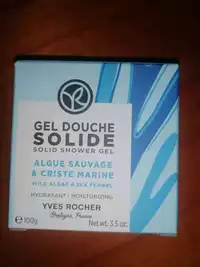 GEL DOUCHE
SOLIDE
SOLID SHOWER GEL
ALGUE SAUVAGE
& CRISTE MARINE
WILD ALGAE & SEA FENNEL
HYDRATANT I MOISTURIZING
YVES ROCHER
Bretagne, France
e 100g
Net wt. 3.5 oz.